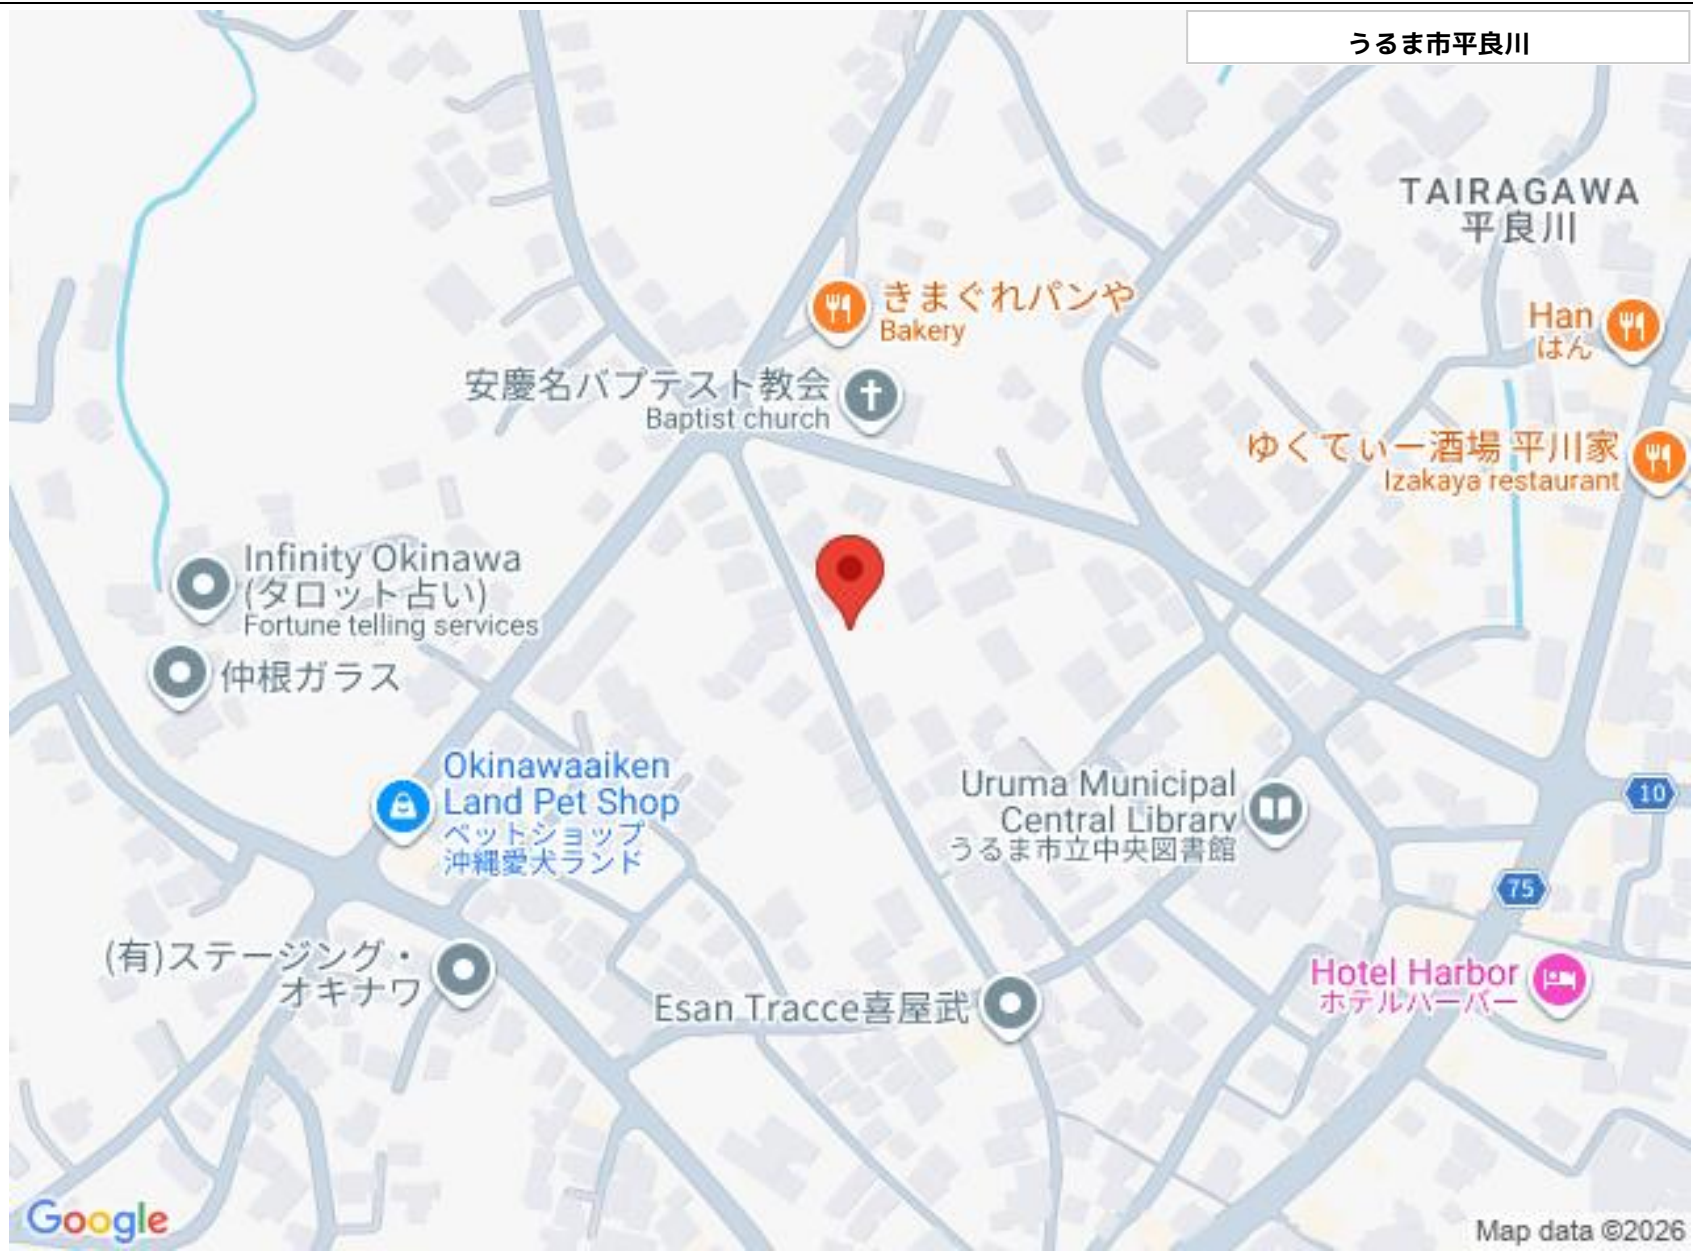 うるま市平良川
TAIRAGAWA
平良川
きまぐれパンや
Bakery
Han
はん
安慶名バプテスト教会
Baptist church
ゆくてぃー酒場 平川家
Izakaya restaurant
Infinity Okinawa
(タロット占い)
Fortune telling services
仲根ガラス
Okinawaaiken
Land Pet Shop
ペットショップ
沖縄愛犬ランド
Uruma Municipal
Central Library
うるま市立中央図書館
10
75
(有)ステージング・
オキナワ
Esan Tracce喜屋武
Hotel Harbor
ホテルハーバー
Google
Map data ©2026